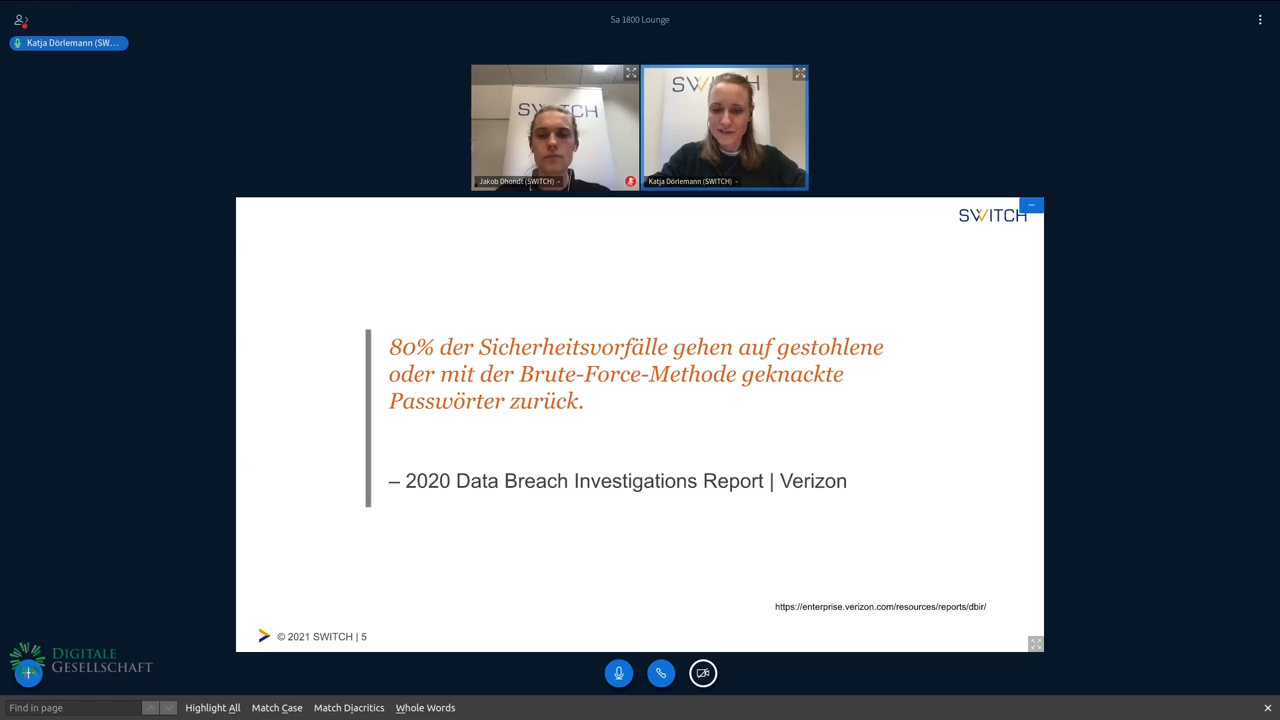 Sa 1800 Lounge
Katja Dörlemann (SW...
SWITCH
SWITCH
Jakob Dhondt (SWITCH)
Katja Dörlemann (SWITCH)
SWITCH
80% der Sicherheitsvorfälle gehen auf gestohlene
oder mit der Brute-Force-Methode geknackte
Passwörter zurück.
– 2020 Data Breach Investigations Report | Verizon
https://enterprise.verizon.com/resources/reports/dbir/
© 2021 SWITCH | 5
DIGITALE
GESELLSCHAFT
Find in page
Highlight All
Match Case
Match Diacritics
Whole Words